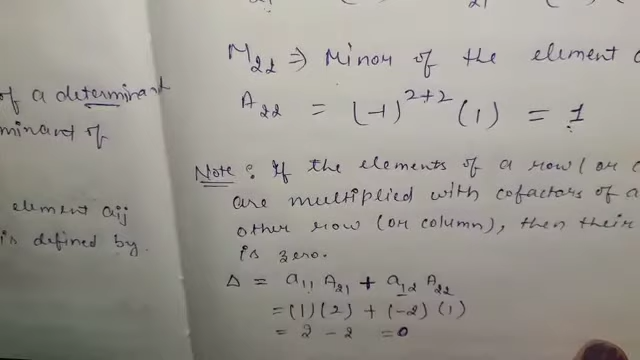 of a determinant
minant of
element aij
is defined by.
M₂₂ ⇒ Minor of the element
A₂₂ = (-1)²⁺² (1) = 1
Note: If the elements of a row (or
are multiplied with cofactors of a
other row (or column), then their
is zero.
Δ = a₁₁ A₂₁ + a₁₂ A₂₂
= (1)(2) + (-2)(1)
= 2 - 2 = 0